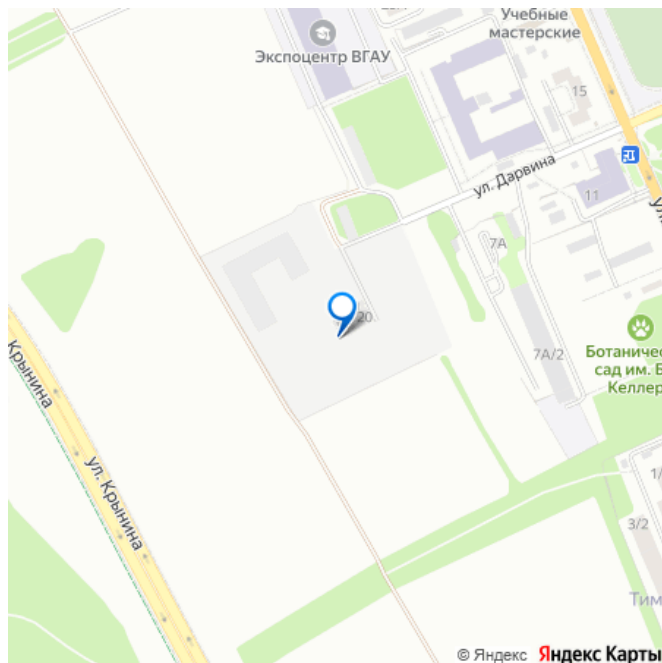 Учебные
мастерские
Экспоцентр ВГАУ
15
ул. Дарвина
11
7А
20
7А/2
Ботаничес
сад им. Б
Келлер
Крынина
ул. Крынина
1/
3/2
Тим
© Яндекс Яндекс Карты